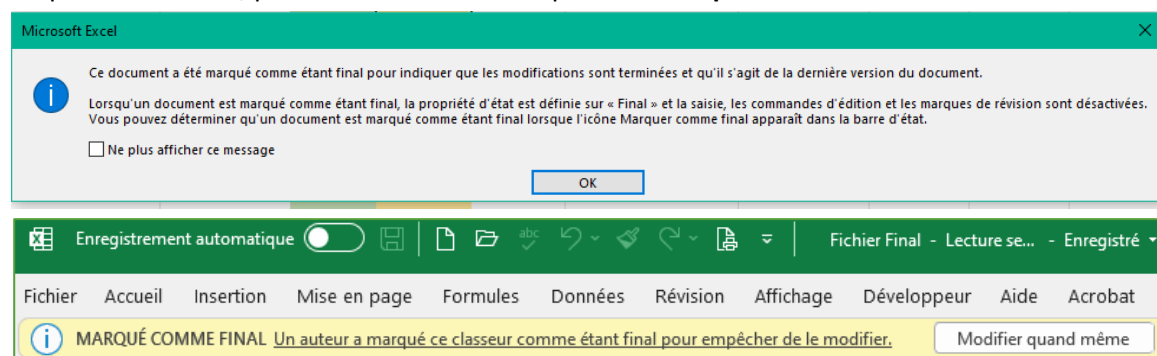 Microsoft Excel
Ce document a été marqué comme étant final pour indiquer que les modifications sont terminées et qu'il s'agit de la dernière version du document.
Lorsqu'un document est marqué comme étant final, la propriété d'état est définie sur « Final » et la saisie, les commandes d'édition et les marques de révision sont désactivées.
Vous pouvez déterminer qu'un document est marqué comme étant final lorsque l'icône Marquer comme final apparaît dans la barre d'état.
Ne plus afficher ce message
OK
Enregistrement automatique abc Fichier Final - Lecture se... - Enregistré
Fichier Accueil Insertion Mise en page Formules Données Révision Affichage Développeur Aide Acrobat
MARQUÉ COMME FINAL Un auteur a marqué ce classeur comme étant final pour empêcher de le modifier. Modifier quand même